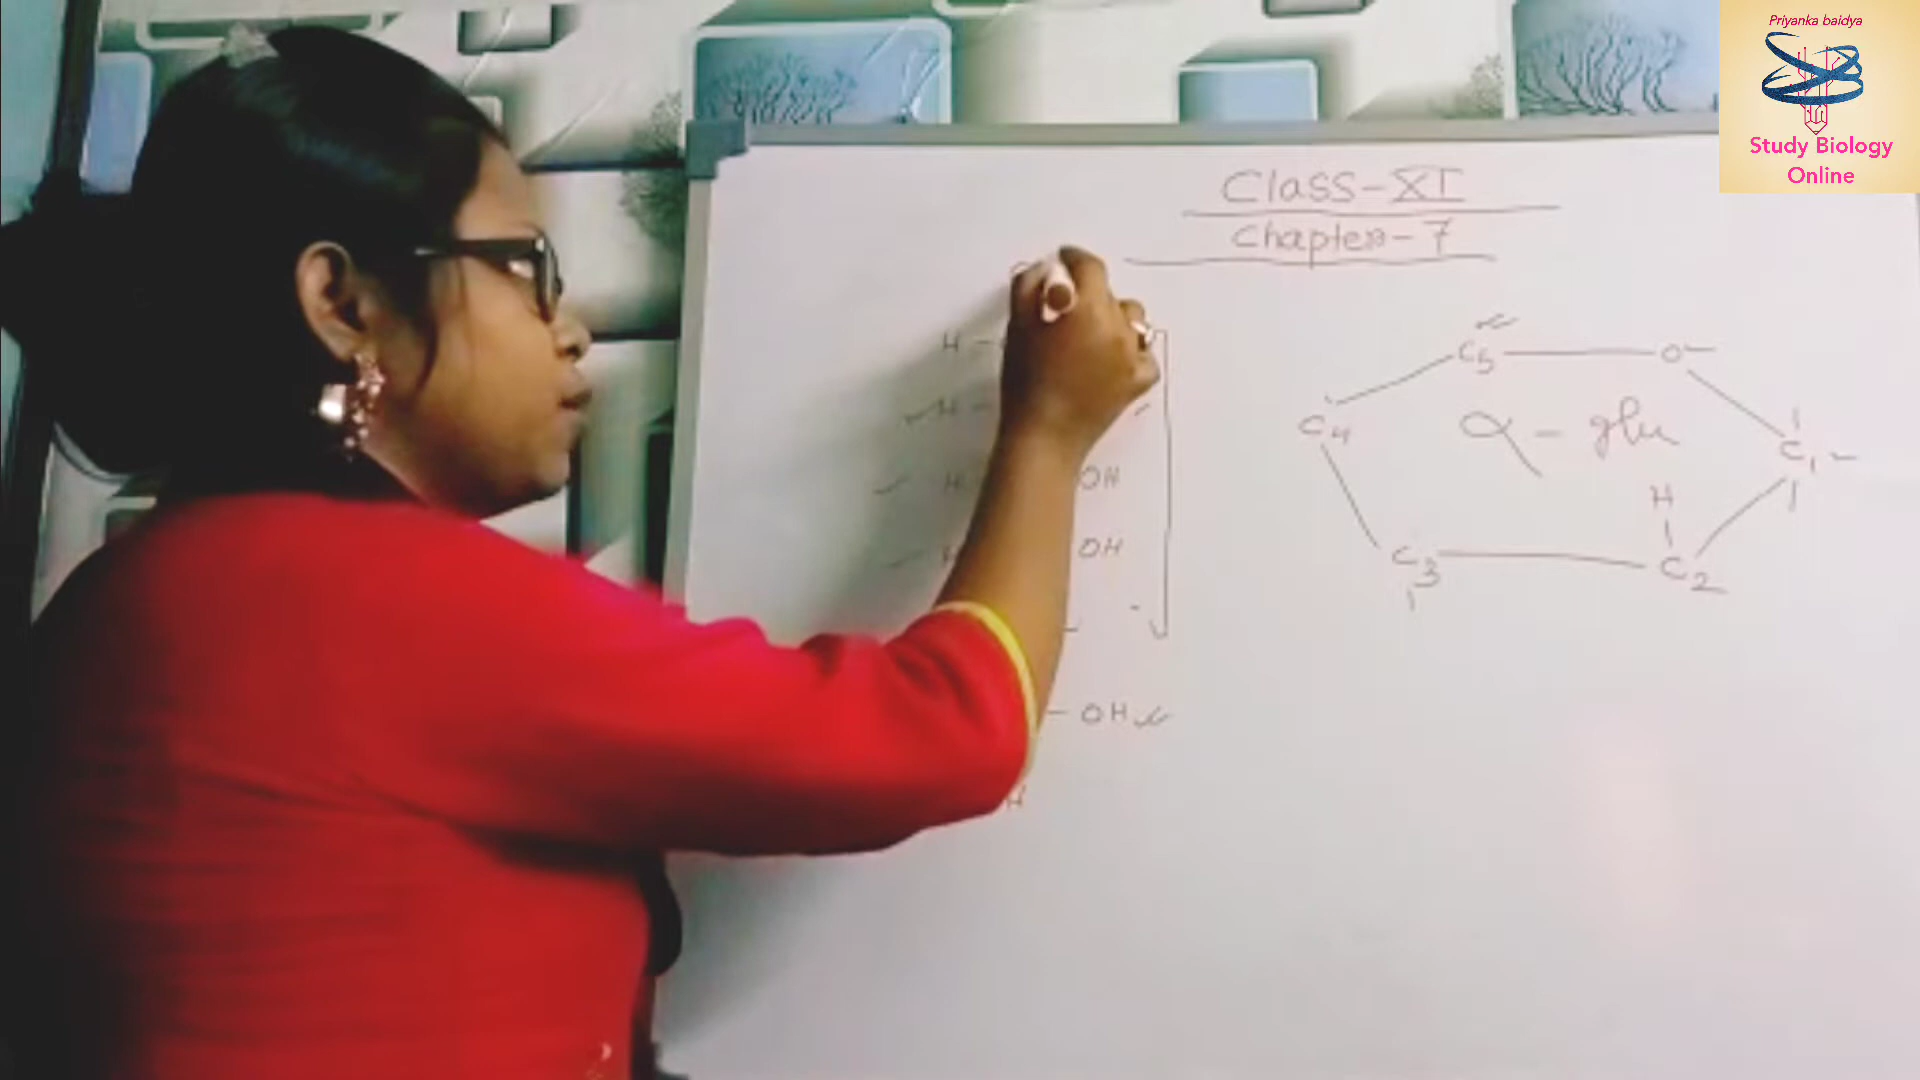 Priyanka baidya
Study Biology
Online
Class-XI
Chapter-7
H -
H -
H OH
OH
- OH
H
C5 O
C4 α - glu C1
H
C3 C2